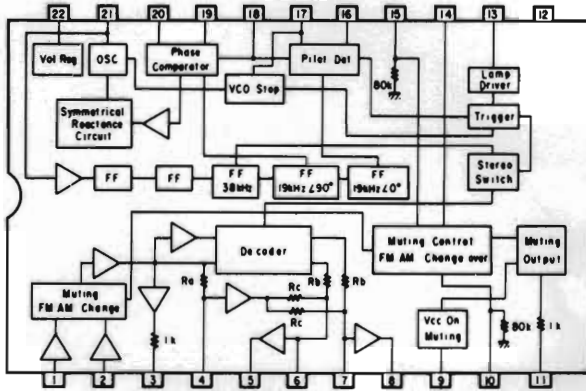 22 21 20 19 18 17 16 15 14 13 12
Vol Reg
OSC
Phase
Comparator
Pilot Det
VCO Stop
80k
Lamp
Driver
Trigger
Symmetrical
Reactance
Circuit
Stereo
Switch
FF
FF
FF
38kHz
FF
19kHz∠90°
FF
19kHz∠0°
Decoder
Muting Control
FM AM Change over
Muting
Output
Ra
Rb
Rb
Rc
Rc
Muting
FM AM Change
1k
Vcc On
Muting
80k
1k
1 2 3 4 5 6 7 8 9 10 11